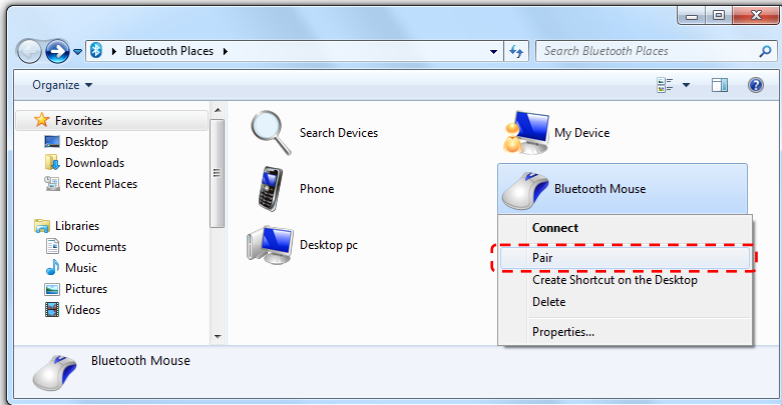 Bluetooth Places
Search Bluetooth Places
Organize
Favorites
Desktop
Downloads
Recent Places
Libraries
Documents
Music
Pictures
Videos
Search Devices
My Device
Phone
Bluetooth Mouse
Desktop pc
Connect
Pair
Create Shortcut on the Desktop
Delete
Properties...
Bluetooth Mouse